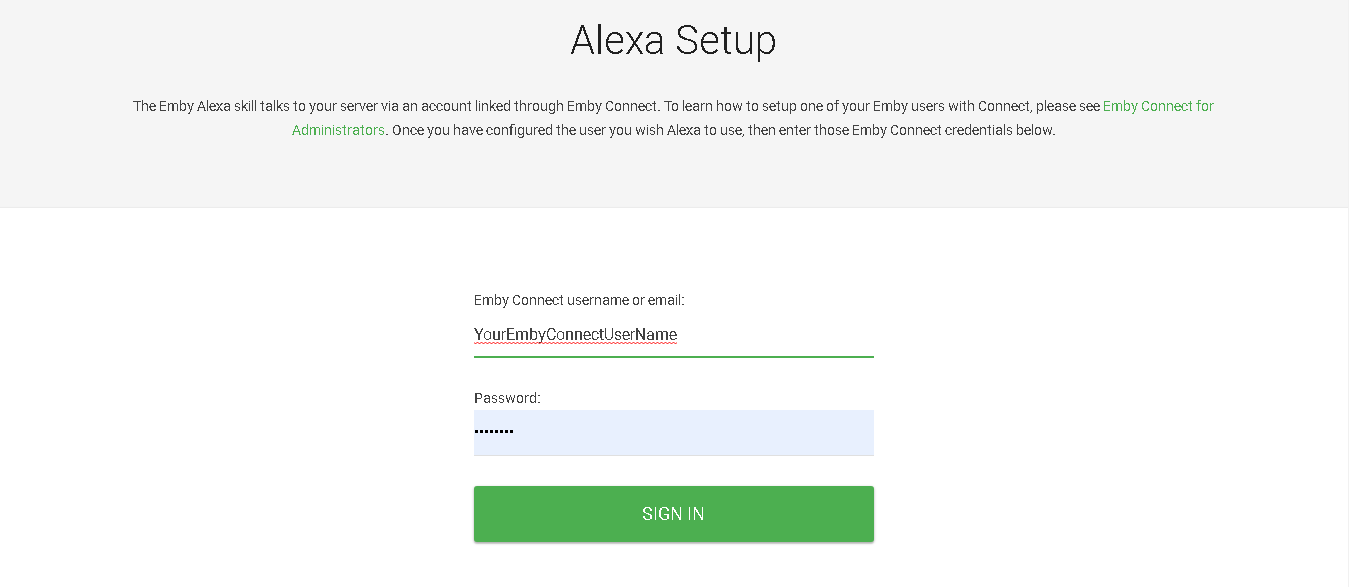 Alexa Setup
The Emby Alexa skill talks to your server via an account linked through Emby Connect. To learn how to setup one of your Emby users with Connect, please see Emby Connect for
Administrators. Once you have configured the user you wish Alexa to use, then enter those Emby Connect credentials below.
Emby Connect username or email:
YourEmbyConnectUserName
Password:
••••••••
SIGN IN